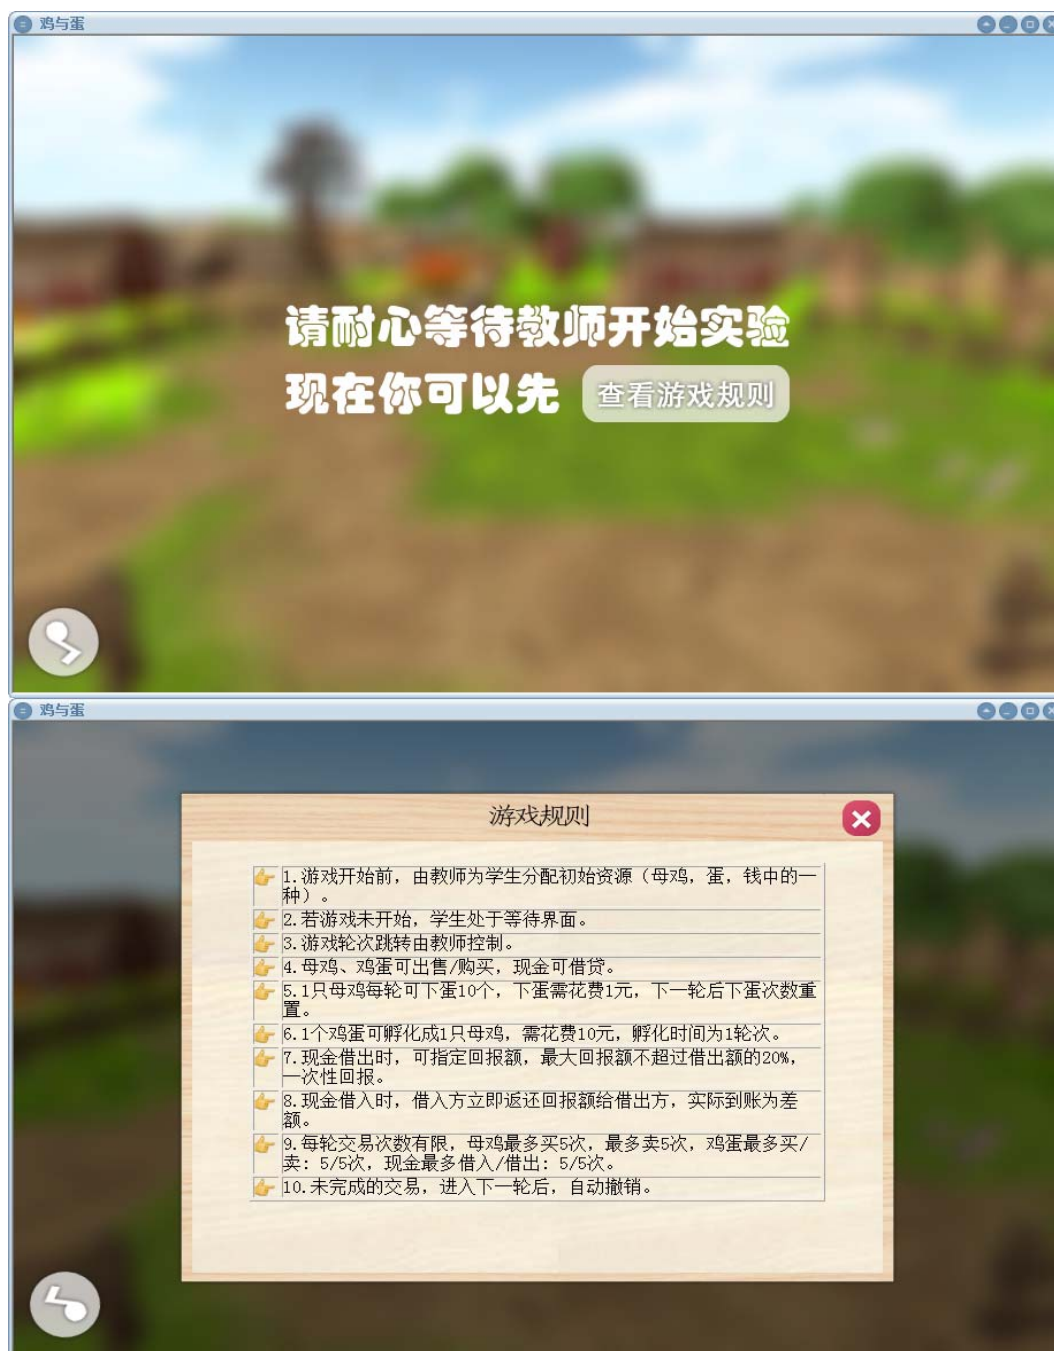 鸡与蛋
请耐心等待教师开始实验
现在你可以先 查看游戏规则
鸡与蛋
游戏规则
1.游戏开始前，由教师为学生分配初始资源（母鸡，蛋，钱中的一
种）。
2.若游戏未开始，学生处于等待界面。
3.游戏轮次跳转由教师控制。
4.母鸡、鸡蛋可出售/购买，现金可借贷。
5.1只母鸡每轮可下蛋10个，下蛋需花费1元，下一轮后下蛋次数重
置。
6.1个鸡蛋可孵化成1只母鸡，需花费10元，孵化时间为1轮次。
7.现金借出时，可指定回报额，最大回报额不超过借出额的20%，
一次性回报。
8.现金借入时，借入方立即返还回报额给借出方，实际到账为差
额。
9.每轮交易次数有限，母鸡最多买5次，最多卖5次，鸡蛋最多买/
卖：5/5次，现金最多借入/借出：5/5次。
10.未完成的交易，进入下一轮后，自动撤销。